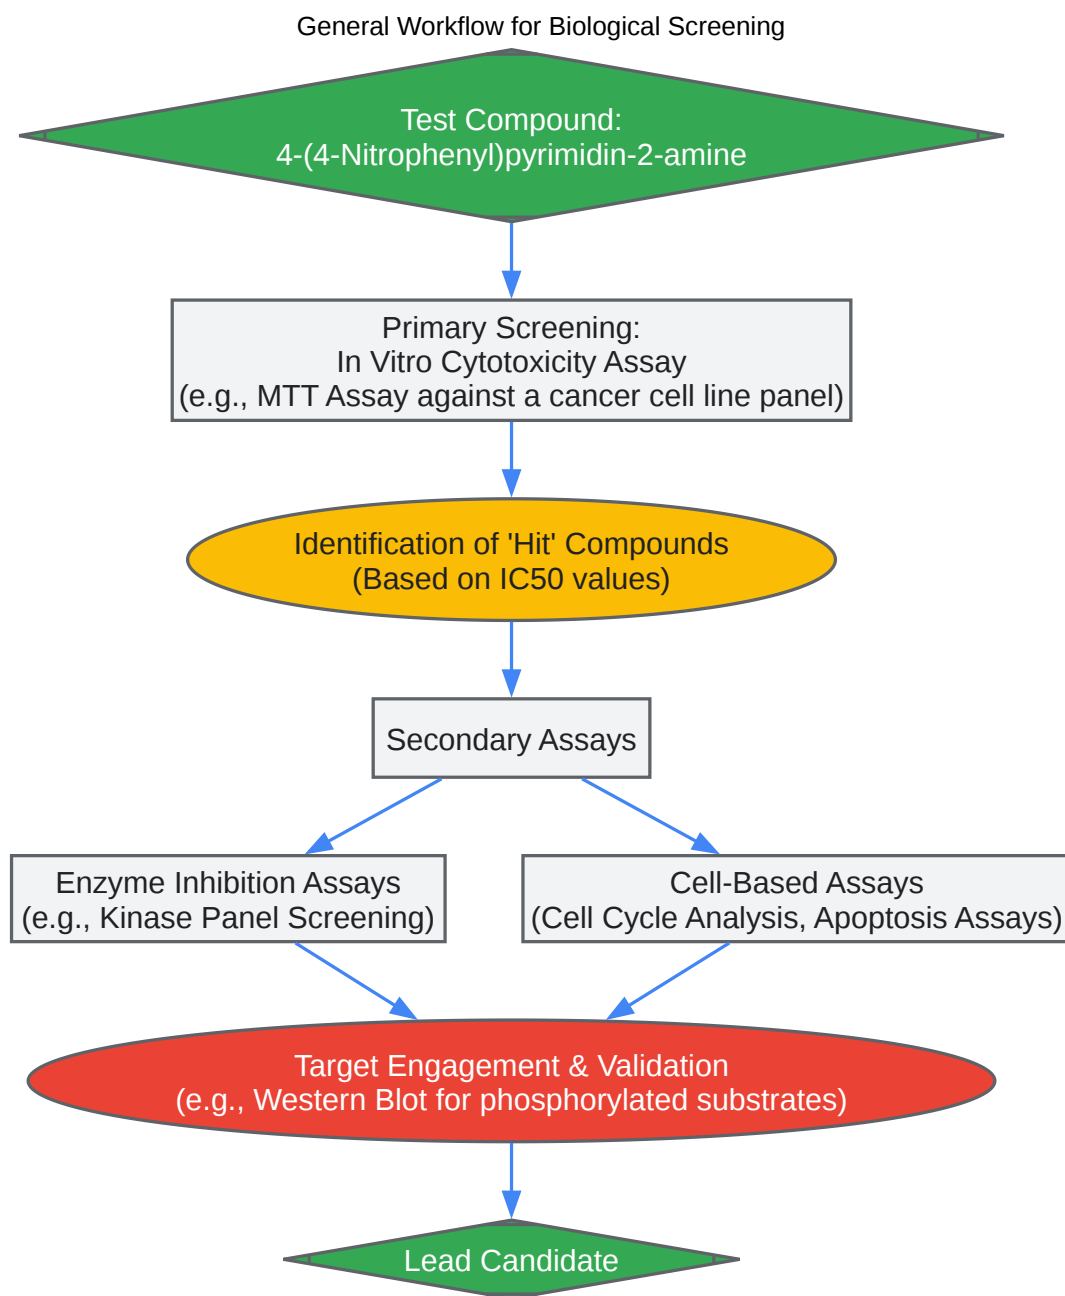 General Workflow for Biological Screening
Test Compound:
4-(4-Nitrophenyl)pyrimidin-2-amine
Primary Screening:
In Vitro Cytotoxicity Assay
(e.g., MTT Assay against a cancer cell line panel)
Identification of 'Hit' Compounds
(Based on IC50 values)
Secondary Assays
Enzyme Inhibition Assays
(e.g., Kinase Panel Screening)
Cell-Based Assays
(Cell Cycle Analysis, Apoptosis Assays)
Target Engagement & Validation
(e.g., Western Blot for phosphorylated substrates)
Lead Candidate